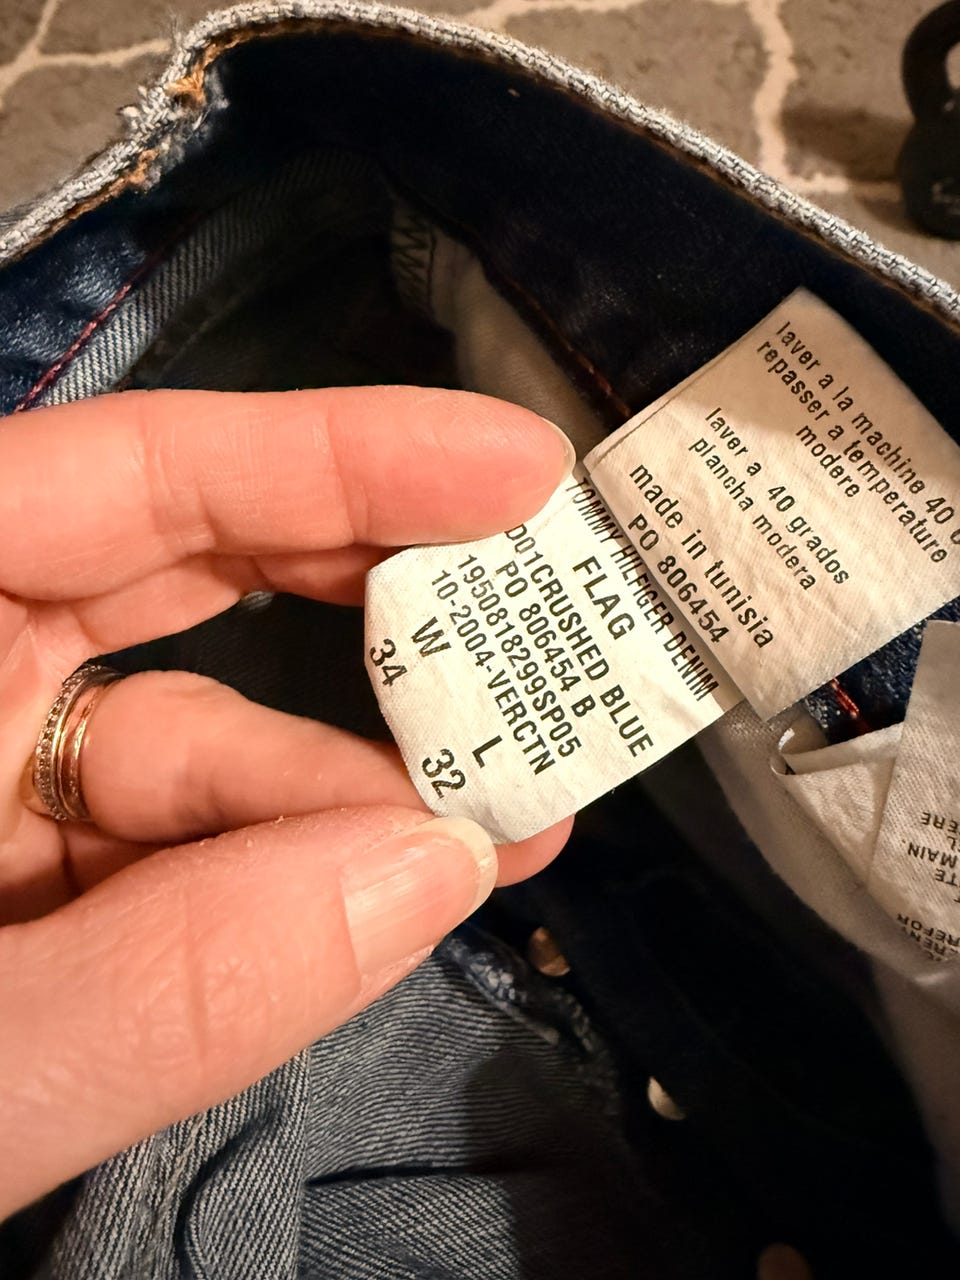 TOMMY HILFIGER DENIM
FLAG
D01CRUSHED BLUE
PO 806454 B
1950818299SP05
10-2004-VERCTN
W L
34 32
laver a la machine 40
repasser a temperature
modere
laver a 40 grados
plancha modera
made in tunisia
PO 806454
MAIN.